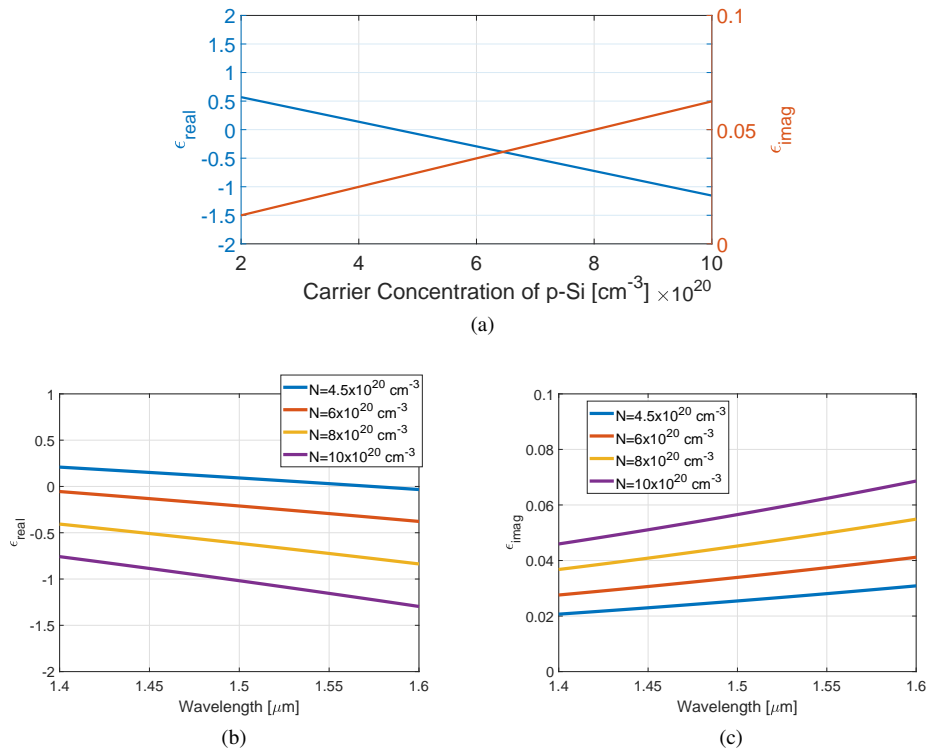 2
1.5
1
0.5
0
-0.5
-1
-1.5
-2
ϵreal
0.1
0.05
0
ϵimag
2 4 6 8 10
Carrier Concentration of p-Si [cm-3] ×10^20
(a)
N=4.5x10^20 cm-3
N=6x10^20 cm-3
N=8x10^20 cm-3
N=10x10^20 cm-3
1
0.5
0
-0.5
-1
-1.5
-2
ϵreal
1.4 1.45 1.5 1.55 1.6
Wavelength [μm]
(b)
N=4.5x10^20 cm-3
N=6x10^20 cm-3
N=8x10^20 cm-3
N=10x10^20 cm-3
0.1
0.08
0.06
0.04
0.02
0
ϵimag
1.4 1.45 1.5 1.55 1.6
Wavelength [μm]
(c)